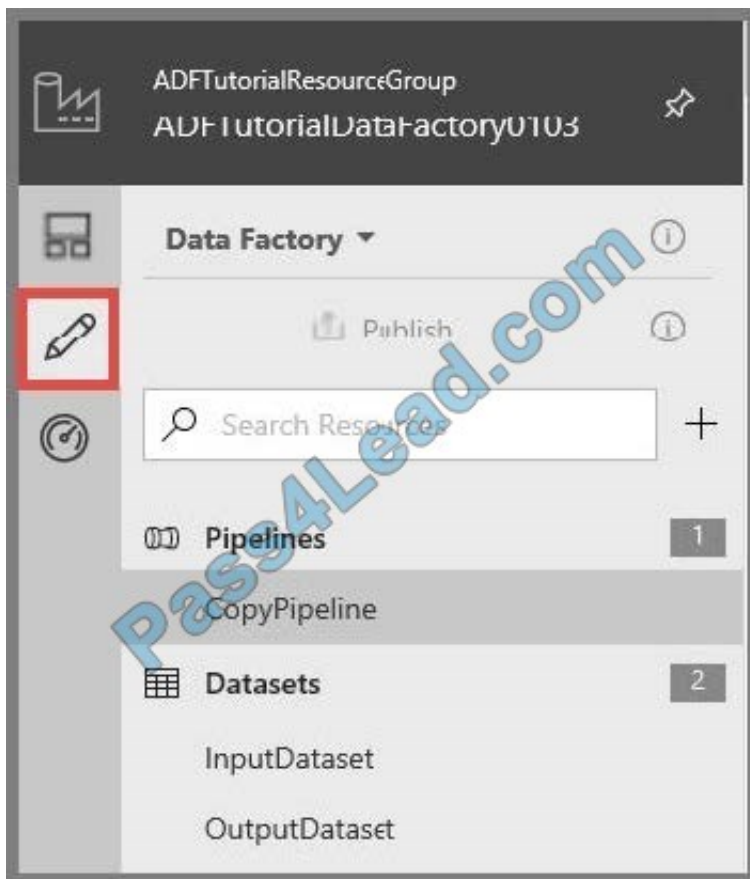 ADFTutorialResourceGroup
ADFTutorialDataFactory0103
Data Factory
Publish
Search Resources
Pipelines 1
CopyPipeline
Datasets 2
InputDataset
OutputDataset
Pass4Lead.com